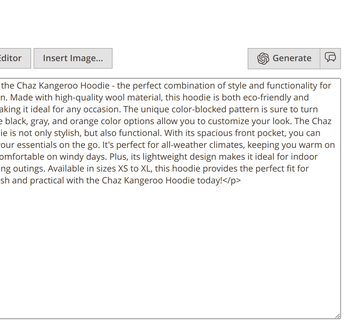 Editor Insert Image... Generate
the Chaz Kangeroo Hoodie - the perfect combination of style and functionality for
n. Made with high-quality wool material, this hoodie is both eco-friendly and
aking it ideal for any occasion. The unique color-blocked pattern is sure to turn
e black, gray, and orange color options allow you to customize your look. The Chaz
ie is not only stylish, but also functional. With its spacious front pocket, you can
our essentials on the go. It's perfect for all-weather climates, keeping you warm on
omfortable on windy days. Plus, its lightweight design makes it ideal for indoor
ng outings. Available in sizes XS to XL, this hoodie provides the perfect fit for
sh and practical with the Chaz Kangeroo Hoodie today!</p>